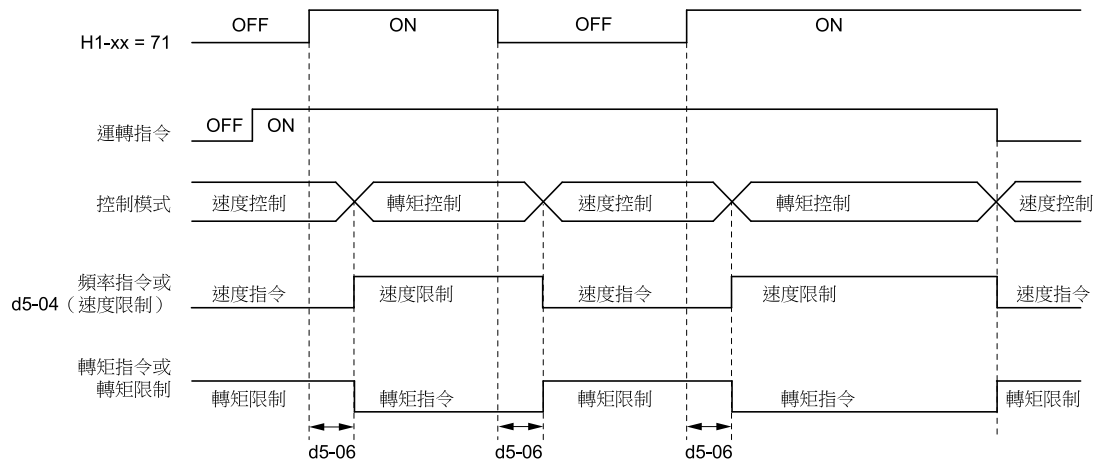 H1-xx = 71 OFF ON OFF ON
運轉指令 OFF ON
控制模式 速度控制 轉矩控制 速度控制 轉矩控制 速度控制
頻率指令或
d5-04（速度限制） 速度指令 速度限制 速度指令 速度限制 速度指令
轉矩指令或
轉矩限制 轉矩限制 轉矩指令 轉矩限制 轉矩指令 轉矩限制
d5-06 d5-06 d5-06